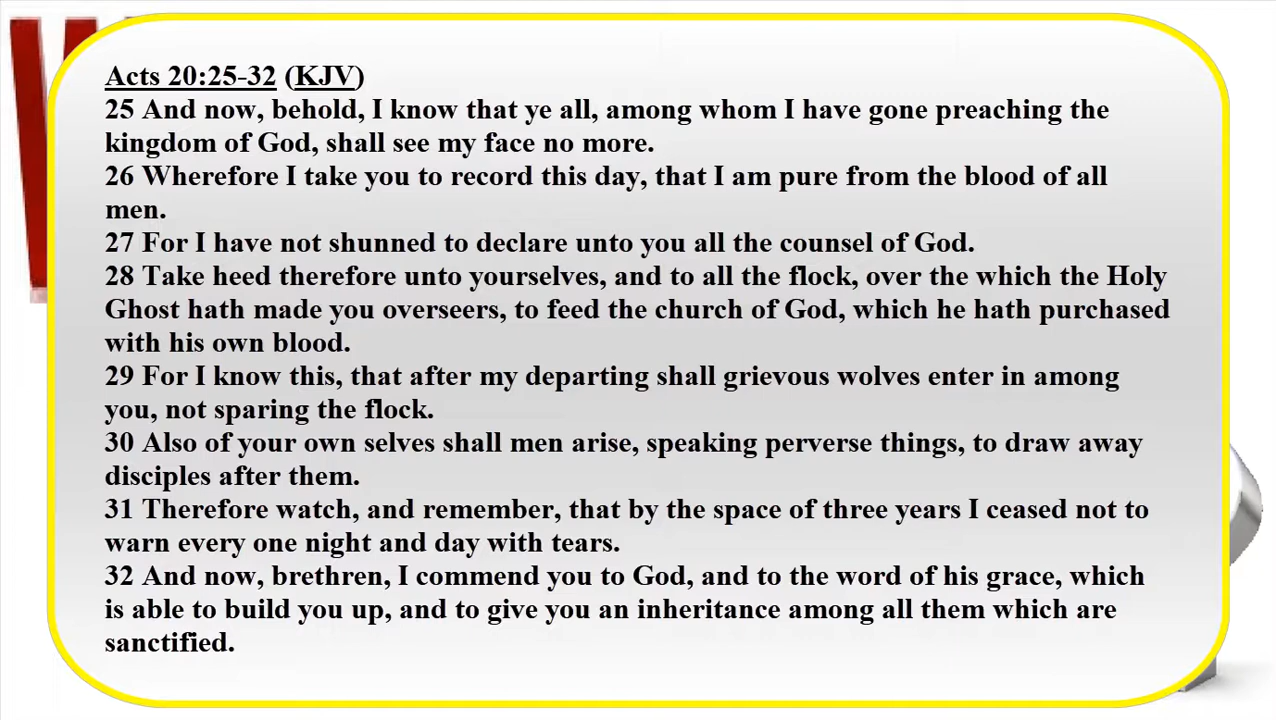 Acts 20:25-32 (KJV)
25 And now, behold, I know that ye all, among whom I have gone preaching the
kingdom of God, shall see my face no more.
26 Wherefore I take you to record this day, that I am pure from the blood of all
men.
27 For I have not shunned to declare unto you all the counsel of God.
28 Take heed therefore unto yourselves, and to all the flock, over the which the Holy
Ghost hath made you overseers, to feed the church of God, which he hath purchased
with his own blood.
29 For I know this, that after my departing shall grievous wolves enter in among
you, not sparing the flock.
30 Also of your own selves shall men arise, speaking perverse things, to draw away
disciples after them.
31 Therefore watch, and remember, that by the space of three years I ceased not to
warn every one night and day with tears.
32 And now, brethren, I commend you to God, and to the word of his grace, which
is able to build you up, and to give you an inheritance among all them which are
sanctified.